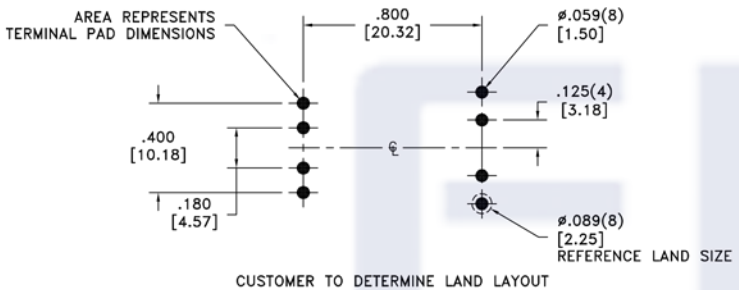 AREA REPRESENTS
TERMINAL PAD DIMENSIONS
.800
[20.32]
ø.059(8)
[1.50]
.125(4)
[3.18]
.400
[10.18]
℄
.180
[4.57]
ø.089(8)
[2.25]
REFERENCE LAND SIZE
CUSTOMER TO DETERMINE LAND LAYOUT